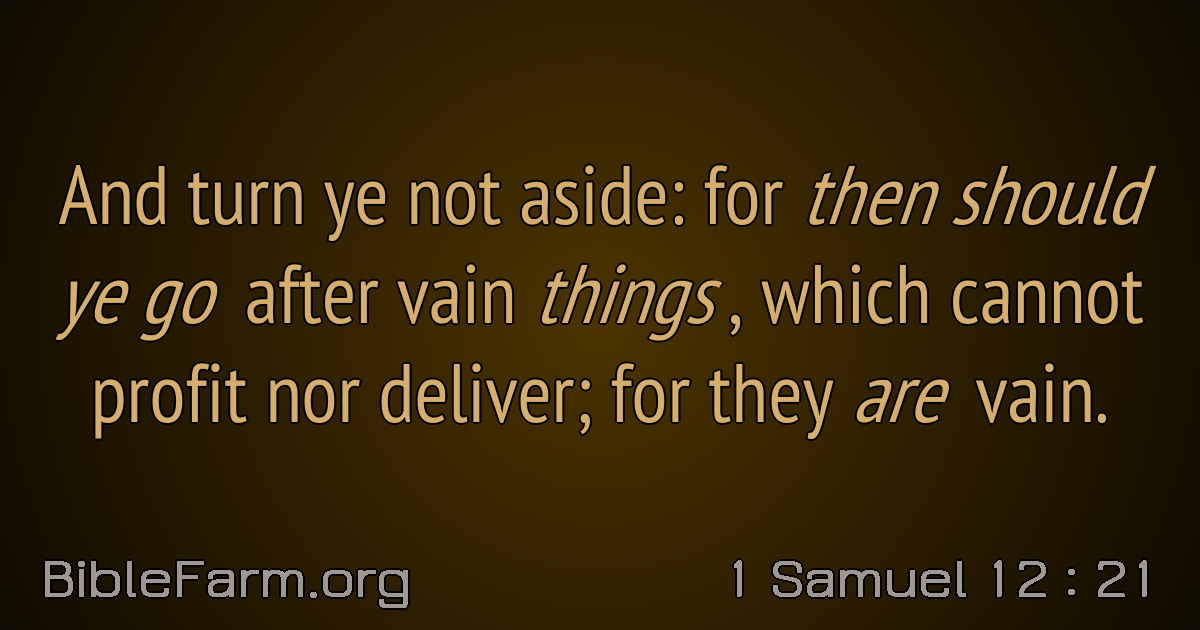 And turn ye not aside: for then should
ye go after vain things, which cannot
profit nor deliver; for they are vain.
BibleFarm.org
1 Samuel 12 : 21